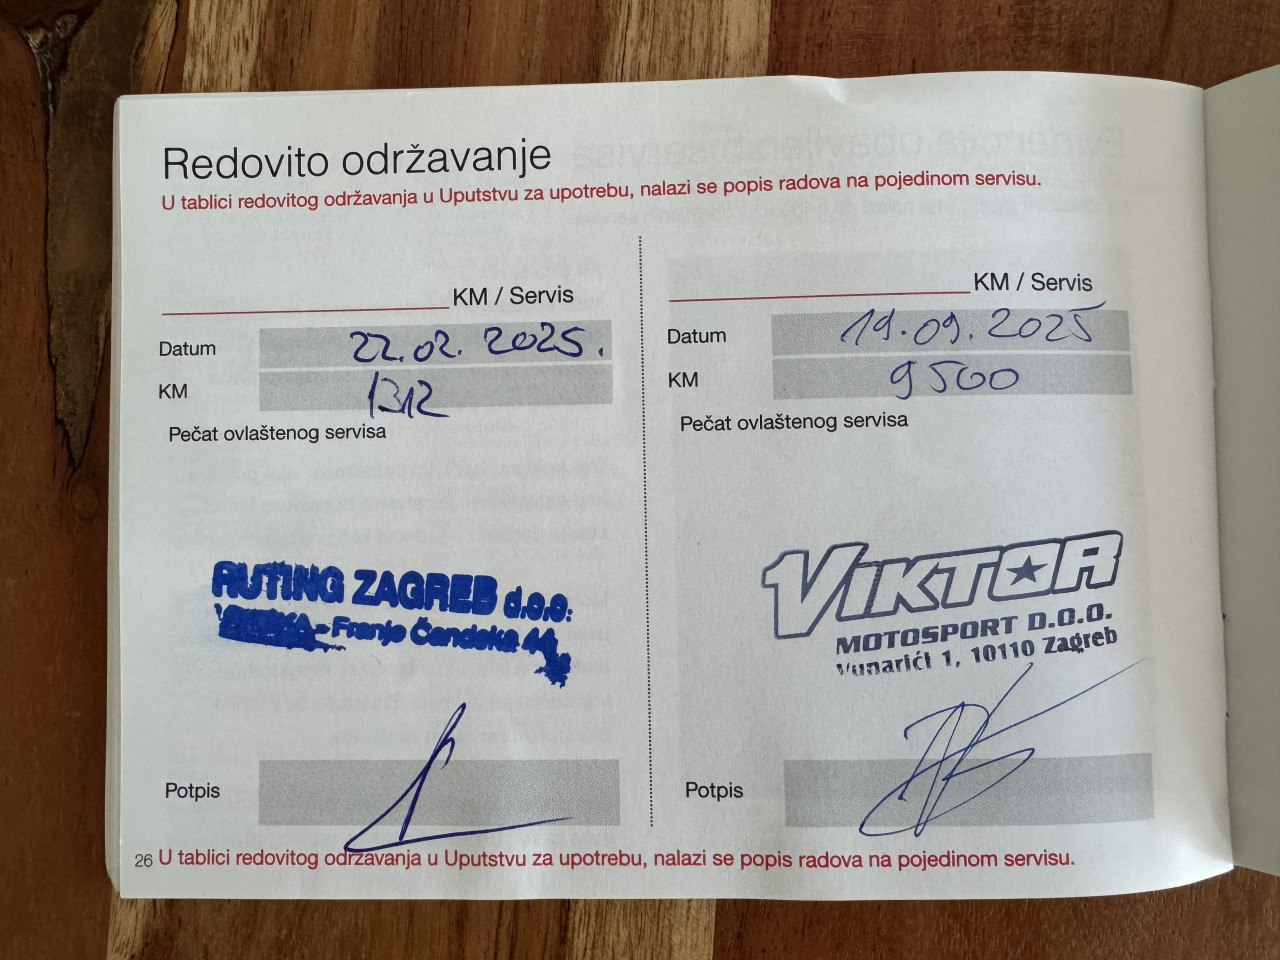 Redovito održavanje
U tablici redovitog održavanja u Uputstvu za upotrebu, nalazi se popis radova na pojedinom servisu.
KM / Servis
Datum 22.02.2025.
KM 1312
Pečat ovlaštenog servisa
RUTING ZAGREB d.o.o.
- Franje Čandeka 44
Potpis
KM / Servis
Datum 19.09.2025
KM 9500
Pečat ovlaštenog servisa
VIKTOR
MOTOSPORT D.O.O.
Vunarići 1, 10110 Zagreb
Potpis
26 U tablici redovitog održavanja u Uputstvu za upotrebu, nalazi se popis radova na pojedinom servisu.